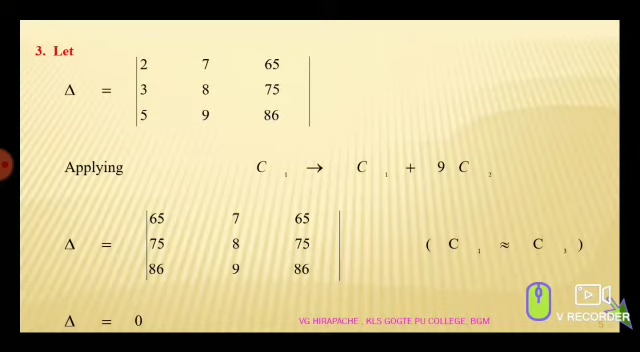 3. Let
2 7 65
Δ = 3 8 75
5 9 86
Applying C₁ → C₁ + 9 C₂
65 7 65
Δ = 75 8 75 ( C₁ ≈ C₃ )
86 9 86
Δ = 0
VG HIRAPACHE , KLS GOGTE PU COLLEGE, BGM
V RECORDER